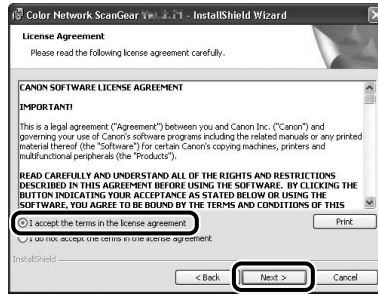 Color Network ScanGear - InstallShield Wizard
License Agreement
Please read the following license agreement carefully.
CANON SOFTWARE LICENSE AGREEMENT
IMPORTANT!
This is a legal agreement ("Agreement") between you and Canon Inc. ("Canon") and
governing your use of Canon's software programs including the related manuals or any printed
material thereof (the "Software") for certain Canon's copying machines, printers and
multifunctional peripherals (the "Products").
READ CAREFULLY AND UNDERSTAND ALL OF THE RIGHTS AND RESTRICTIONS
DESCRIBED IN THIS AGREEMENT BEFORE USING THE SOFTWARE. BY CLICKING THE
BUTTON INDICATING YOUR ACCEPTANCE AS STATED BELOW OR USING THE
SOFTWARE, YOU AGREE TO BE BOUND BY THE TERMS AND CONDITIONS OF THIS
I accept the terms in the license agreement
Print
I do not accept the terms in the license agreement
InstallShield
< Back
Next >
Cancel